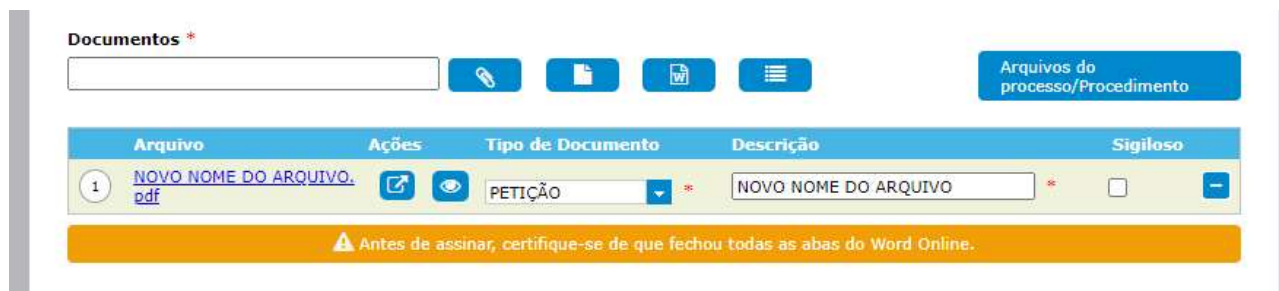 Documentos *
Arquivos do
processo/Procedimento
Arquivo Ações Tipo de Documento Descrição Sigiloso
1 NOVO NOME DO ARQUIVO. PETIÇÃO * NOVO NOME DO ARQUIVO *
pdf
Antes de assinar, certifique-se de que fechou todas as abas do Word Online.